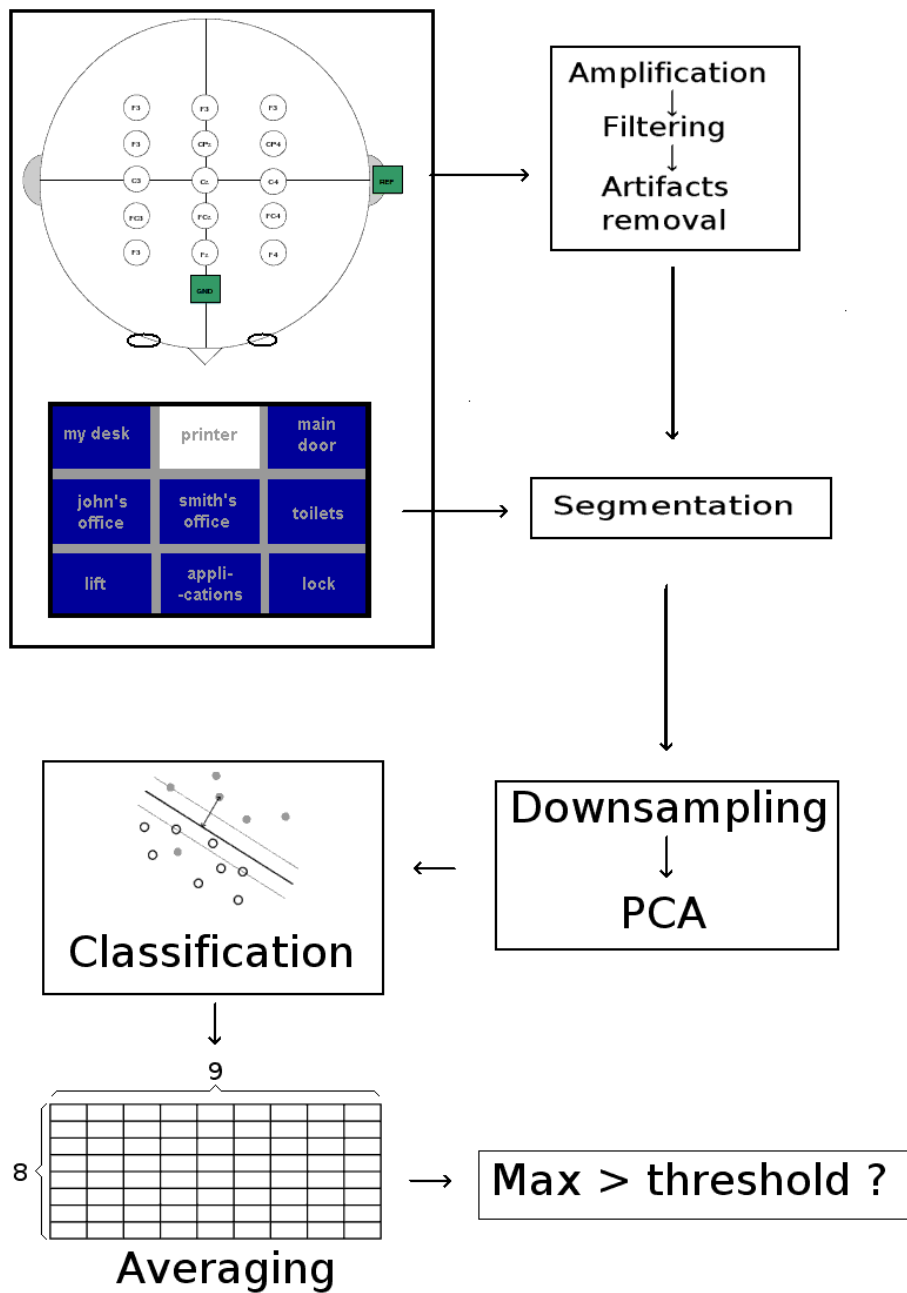 F3 F3 F3
F3 CPz CP4
C3 Cz C4 REF
FC3 FCz FC4
F3 Fz F4
GND
Amplification
Filtering
Artifacts
removal
my desk printer main
door
john's
office
smith's
office
toilets
lift
appli-
-cations
lock
Segmentation
Downsampling
PCA
Classification
9
8
Averaging
Max > threshold ?